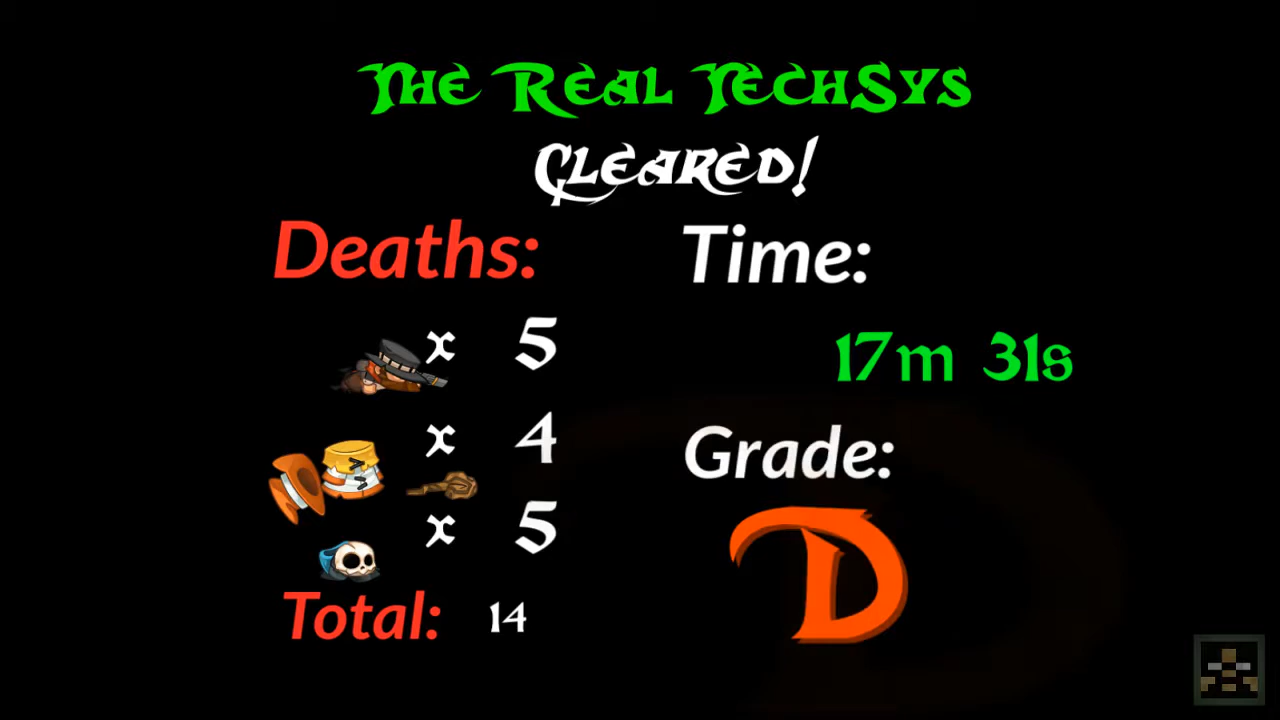 The Real TechSys
Cleared!
Deaths:
x 5
x 4
x 5
Total: 14
Time:
17m 31s
Grade:
D